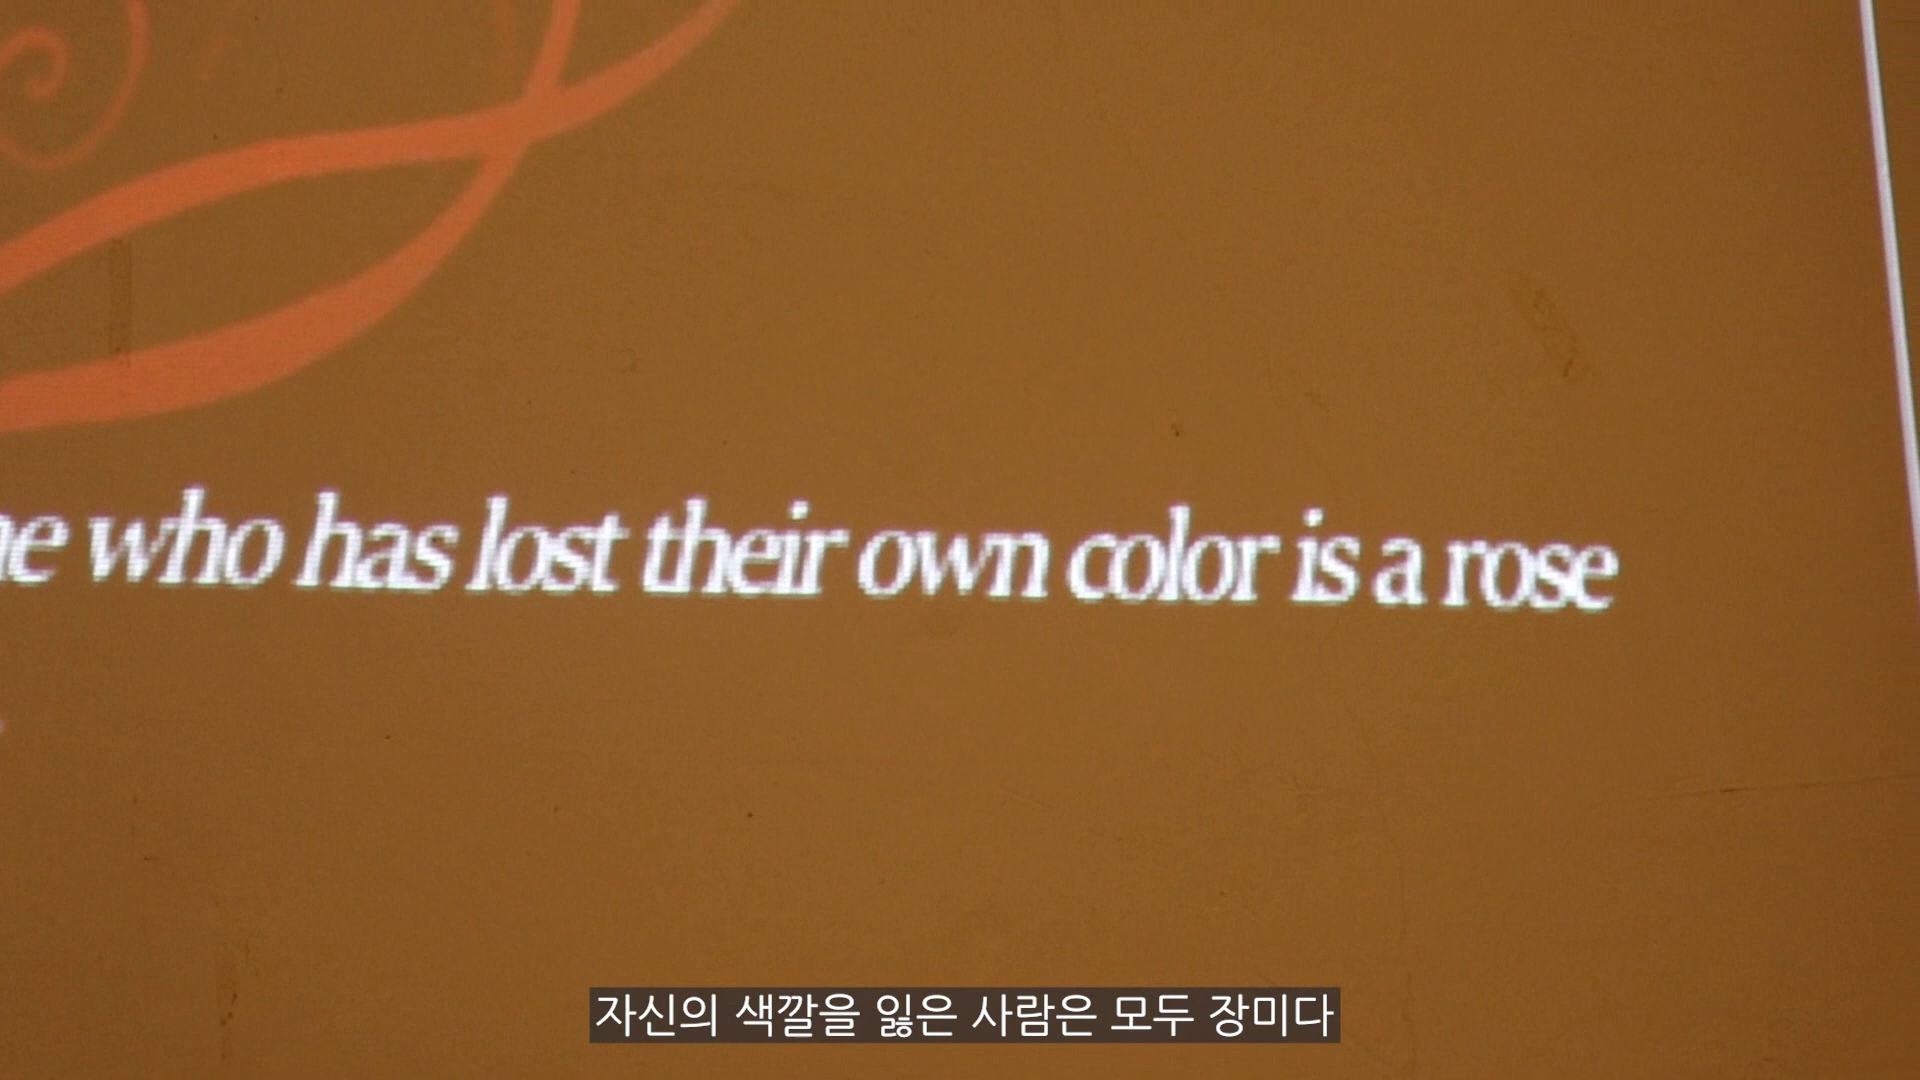 who has lost their own color is a rose
자신의 색깔을 잃은 사람은 모두 장미다